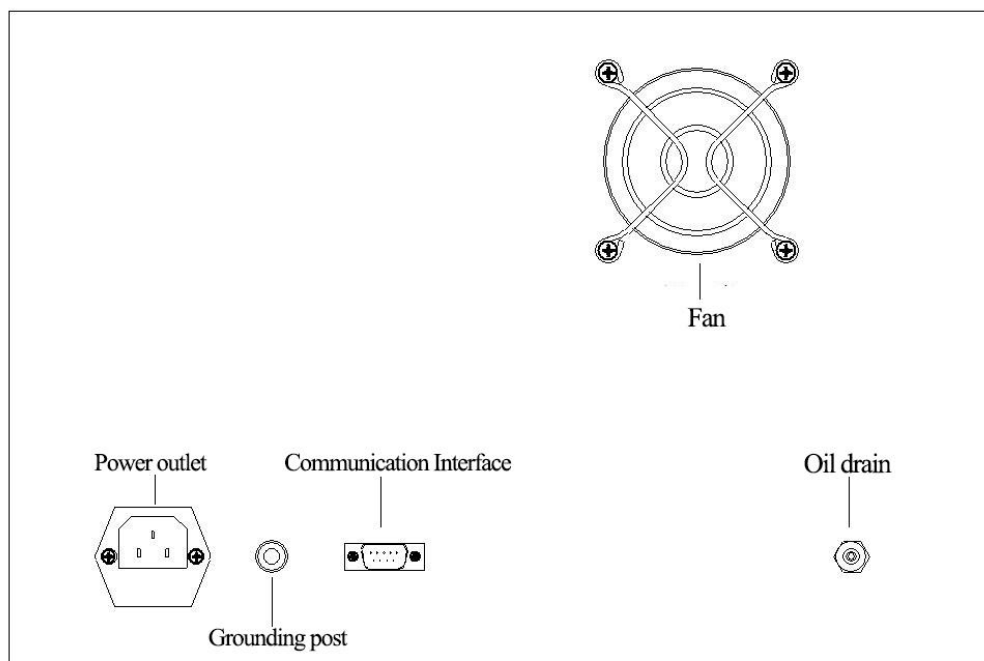 Fan
Power outlet
Communication Interface
Oil drain
Grounding post